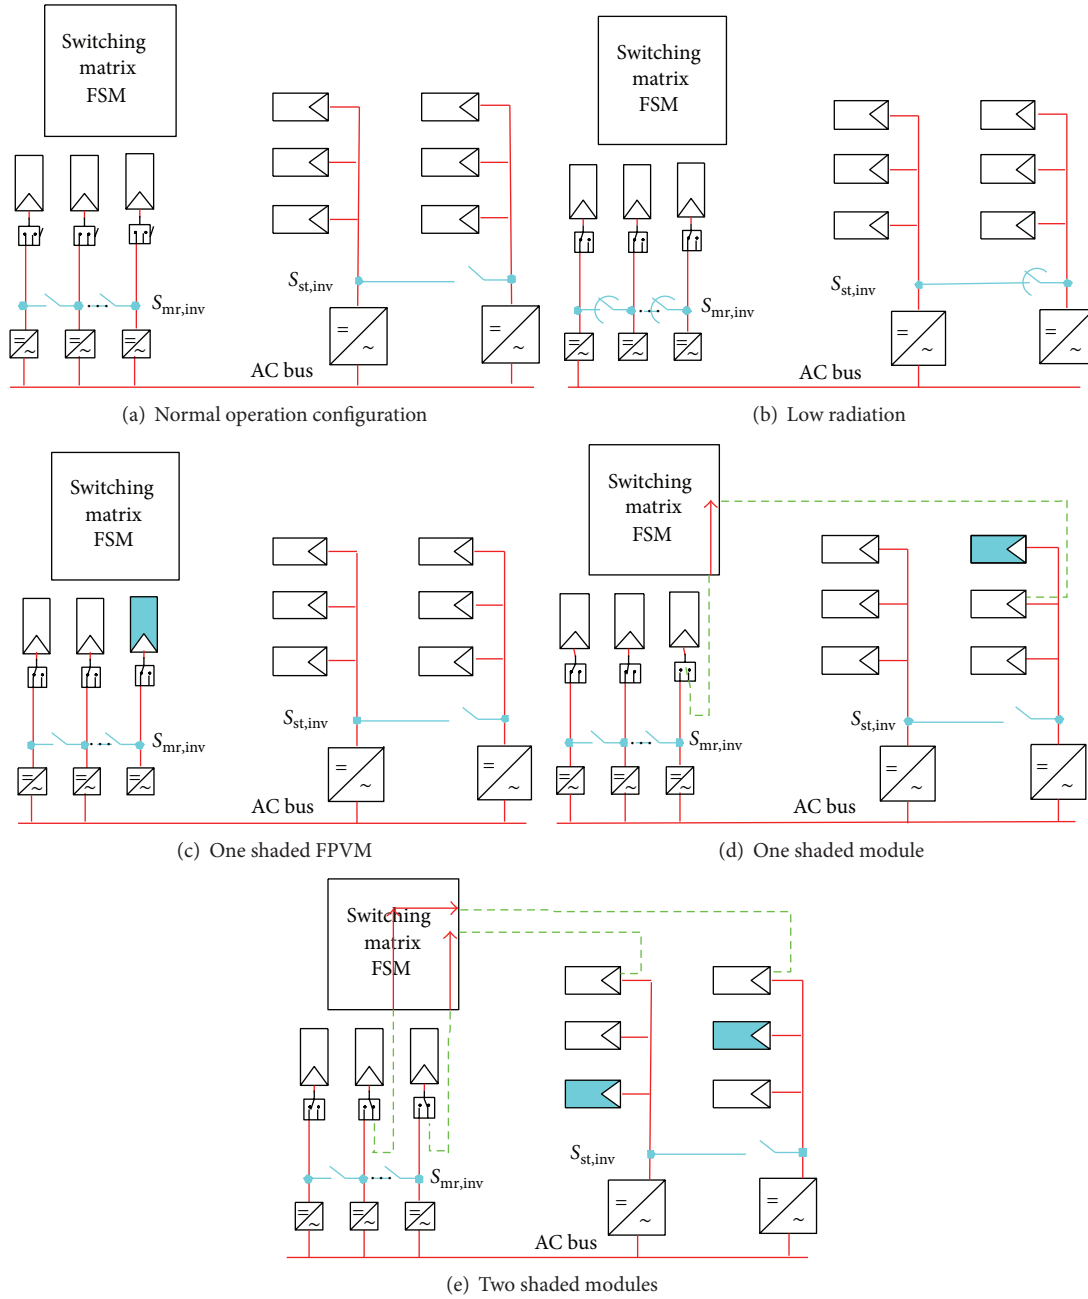 Switching
matrix
FSM
S_st,inv
S_mr,inv
= ~
= ~
= ~
= ~
= ~
AC bus
(a) Normal operation configuration
Switching
matrix
FSM
S_st,inv
S_mr,inv
= ~
= ~
= ~
= ~
= ~
AC bus
(b) Low radiation
Switching
matrix
FSM
S_st,inv
S_mr,inv
= ~
= ~
= ~
= ~
= ~
AC bus
(c) One shaded FPVM
Switching
matrix
FSM
S_st,inv
S_mr,inv
= ~
= ~
= ~
= ~
= ~
AC bus
(d) One shaded module
Switching
matrix
FSM
S_st,inv
S_mr,inv
= ~
= ~
= ~
= ~
= ~
AC bus
(e) Two shaded modules